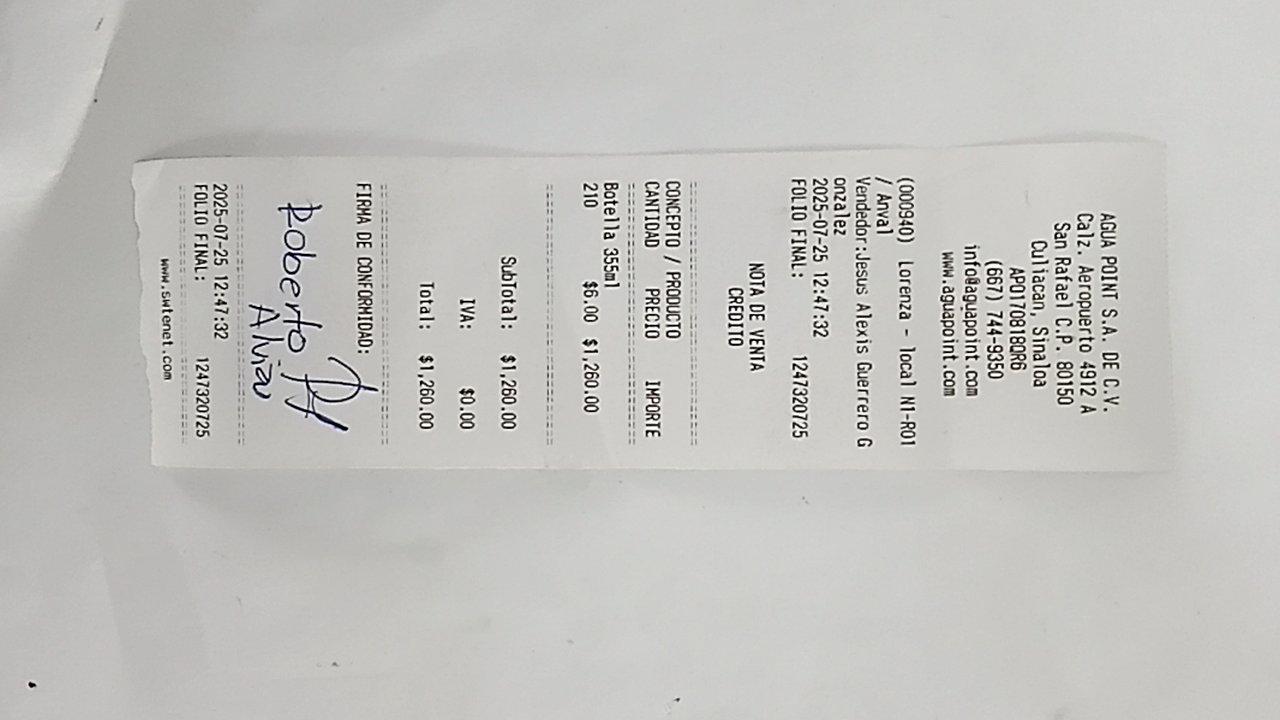 AGUA POINT S.A. DE C.V.
Calz. Aeropuerto 4912 A
San Rafael C.P. 80150
Culiacan, Sinaloa
APO170818DR6
(667) 744-9350
info@aguapoint.com
www.aguapoint.com
(000940) Lorenza - local N1-R01
/ Anval
Vendedor:Jesus Alexis Guerrero G
onzalez
2025-07-25 12:47:32
FOLIO FINAL: 1247320725
NOTA DE VENTA
CREDITO
CONCEPTO / PRODUCTO
CANTIDAD PRECIO IMPORTE
Botella 355ml
210 $6.00 $1,260.00
SubTotal: $1,260.00
IVA: $0.00
Total: $1,260.00
FIRMA DE CONFORMIDAD:
Roberto
2025-07-25 12:47:32
FOLIO FINAL: 1247320725
www.swtenet.com